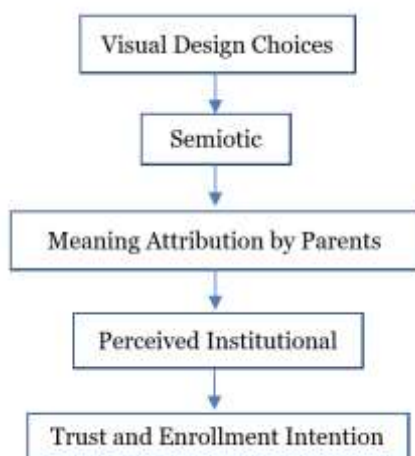 Visual Design Choices
Semiotic
Meaning Attribution by Parents
Perceived Institutional
Trust and Enrollment Intention